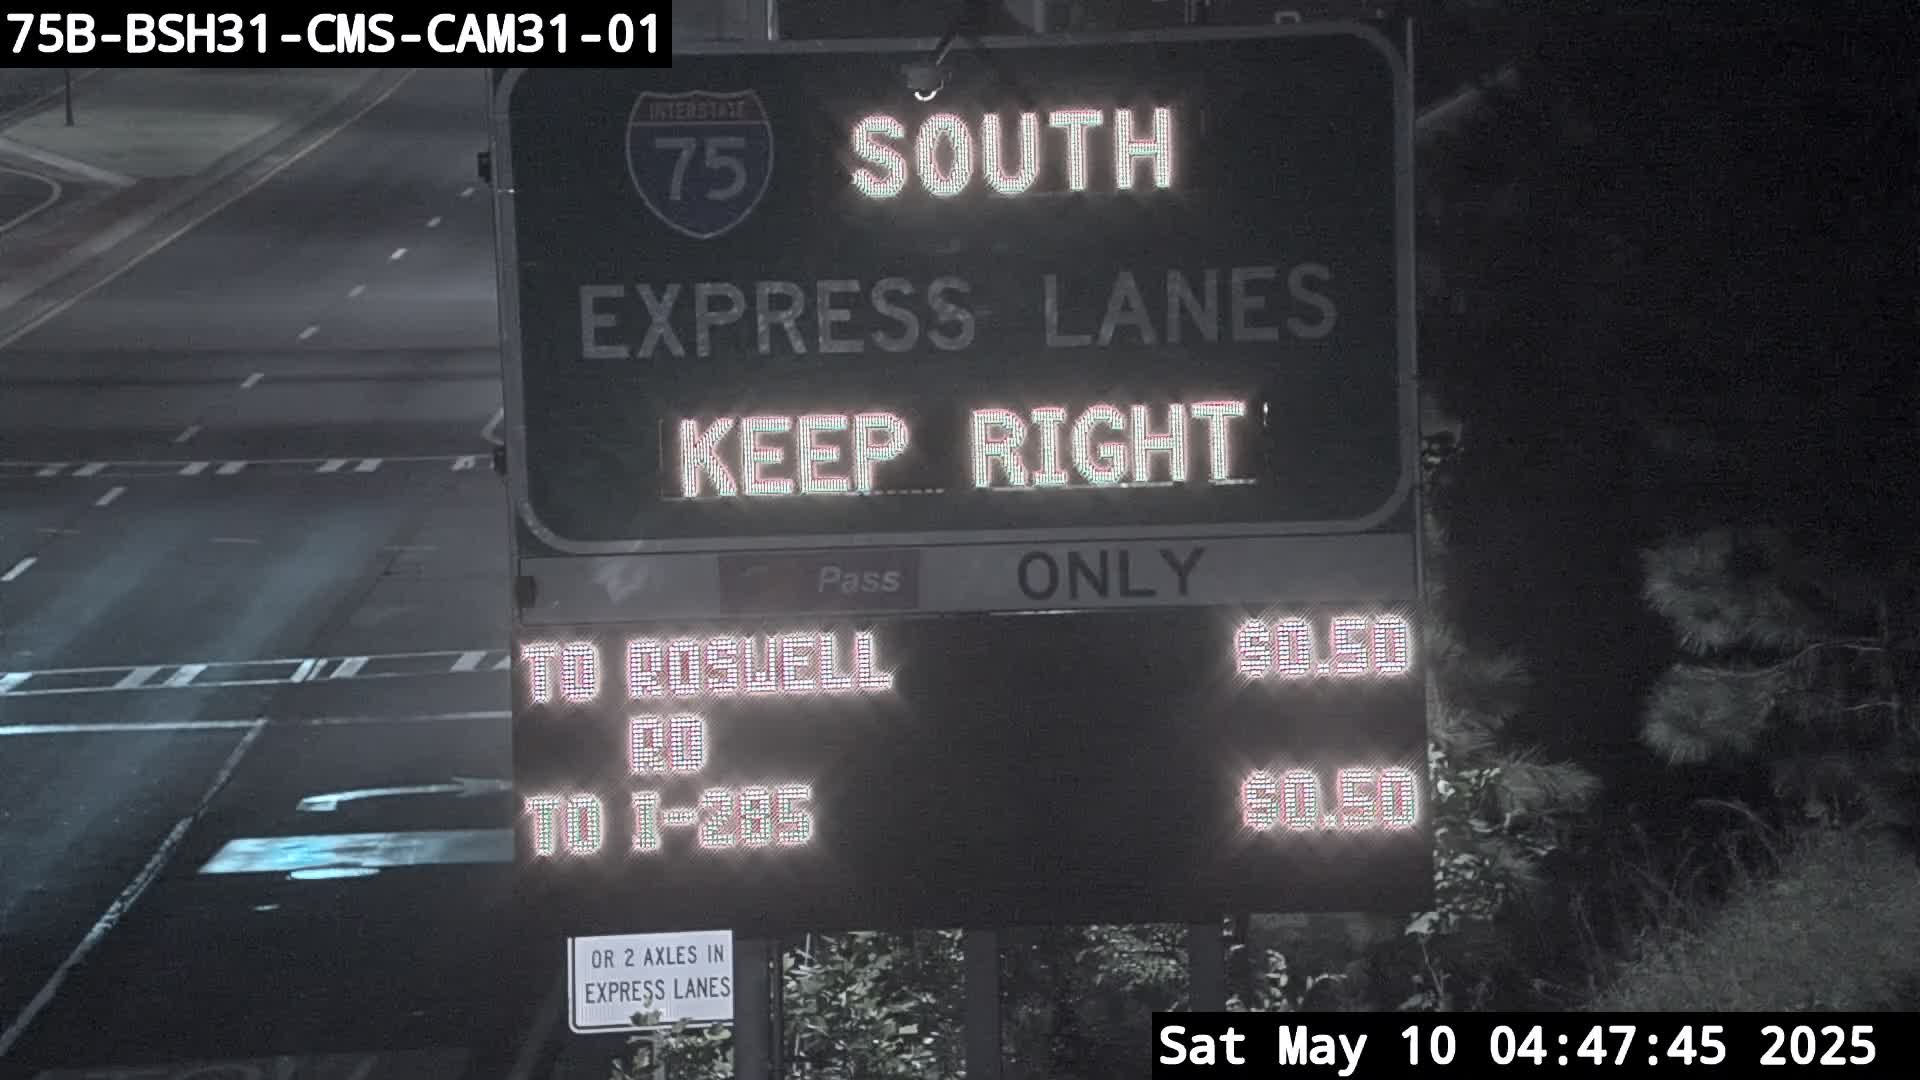 75B-BSH31-CMS-CAM31-01
INTERSTATE
75
SOUTH
EXPRESS LANES
KEEP RIGHT
Pass ONLY
TO ROSWELL $0.50
RD
TO I-285 $0.50
OR 2 AXLES IN
EXPRESS LANES
Sat May 10 04:47:45 2025